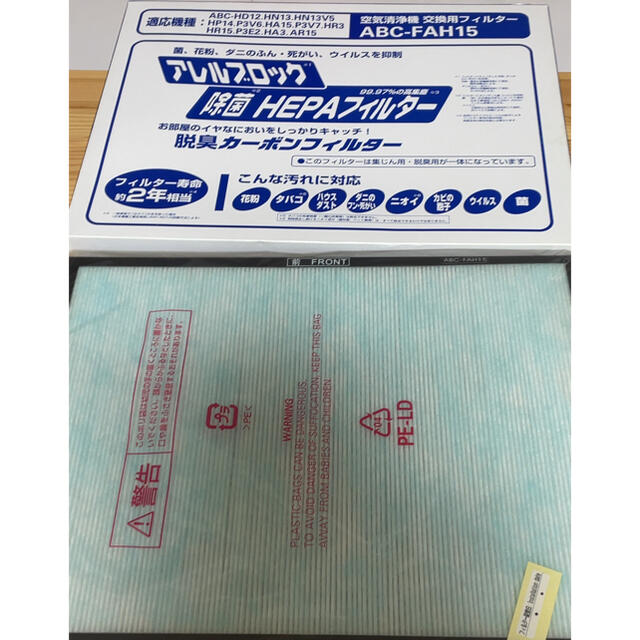 適応機種：
ABC-HD12.HN13.HN13V5
HP14.P3V6.HA15.P3V7.HR3
HR15.P3E2.HA3.AR15
空気清浄機 交換用フィルター
ABC-FAH15
菌、花粉、ダニのふん・死がい、ウイルスを抑制
アレルブロック
99.97%の高集塵
除菌 HEPAフィルター
お部屋のイヤなにおいをしっかりキャッチ！
脱臭カーボンフィルター
●このフィルターは集じん用・脱臭用が一体になっています。
フィルター寿命
約2年相当
こんな汚れに対応
花粉
タバコ
ハウス
ダスト
ダニの
フン・死がい
ニオイ
カビの
胞子
ウイルス
菌
前 FRONT
ABC-FAH15
警告
プラ
>PE<
WARNING
PLASTIC BAGS CAN BE DANGEROUS.
TO AVOID DANGER OF SUFFOCATION, KEEP THIS BAG
AWAY FROM BABIES AND CHILDREN.
04
PE-LD